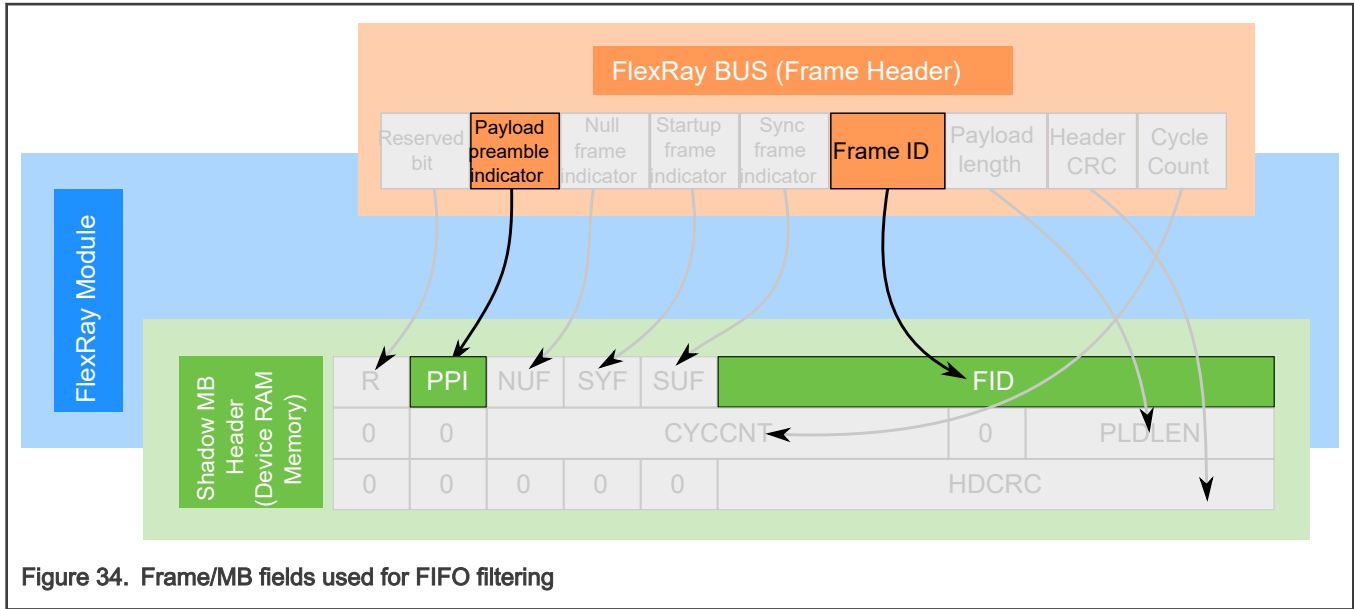 FlexRay BUS (Frame Header)
Reserved
bit
Payload
preamble
indicator
Null
frame
indicator
Startup
frame
indicator
Sync
frame
indicator
Frame ID
Payload
length
Header
CRC
Cycle
Count
FlexRay Module
Shadow MB
Header
(Device RAM
Memory)
R PPI NUF SYF SUF FID
0 0 CYCCNT 0 PLDLEN
0 0 0 0 0 HDCRC
Figure 34. Frame/MB fields used for FIFO filtering